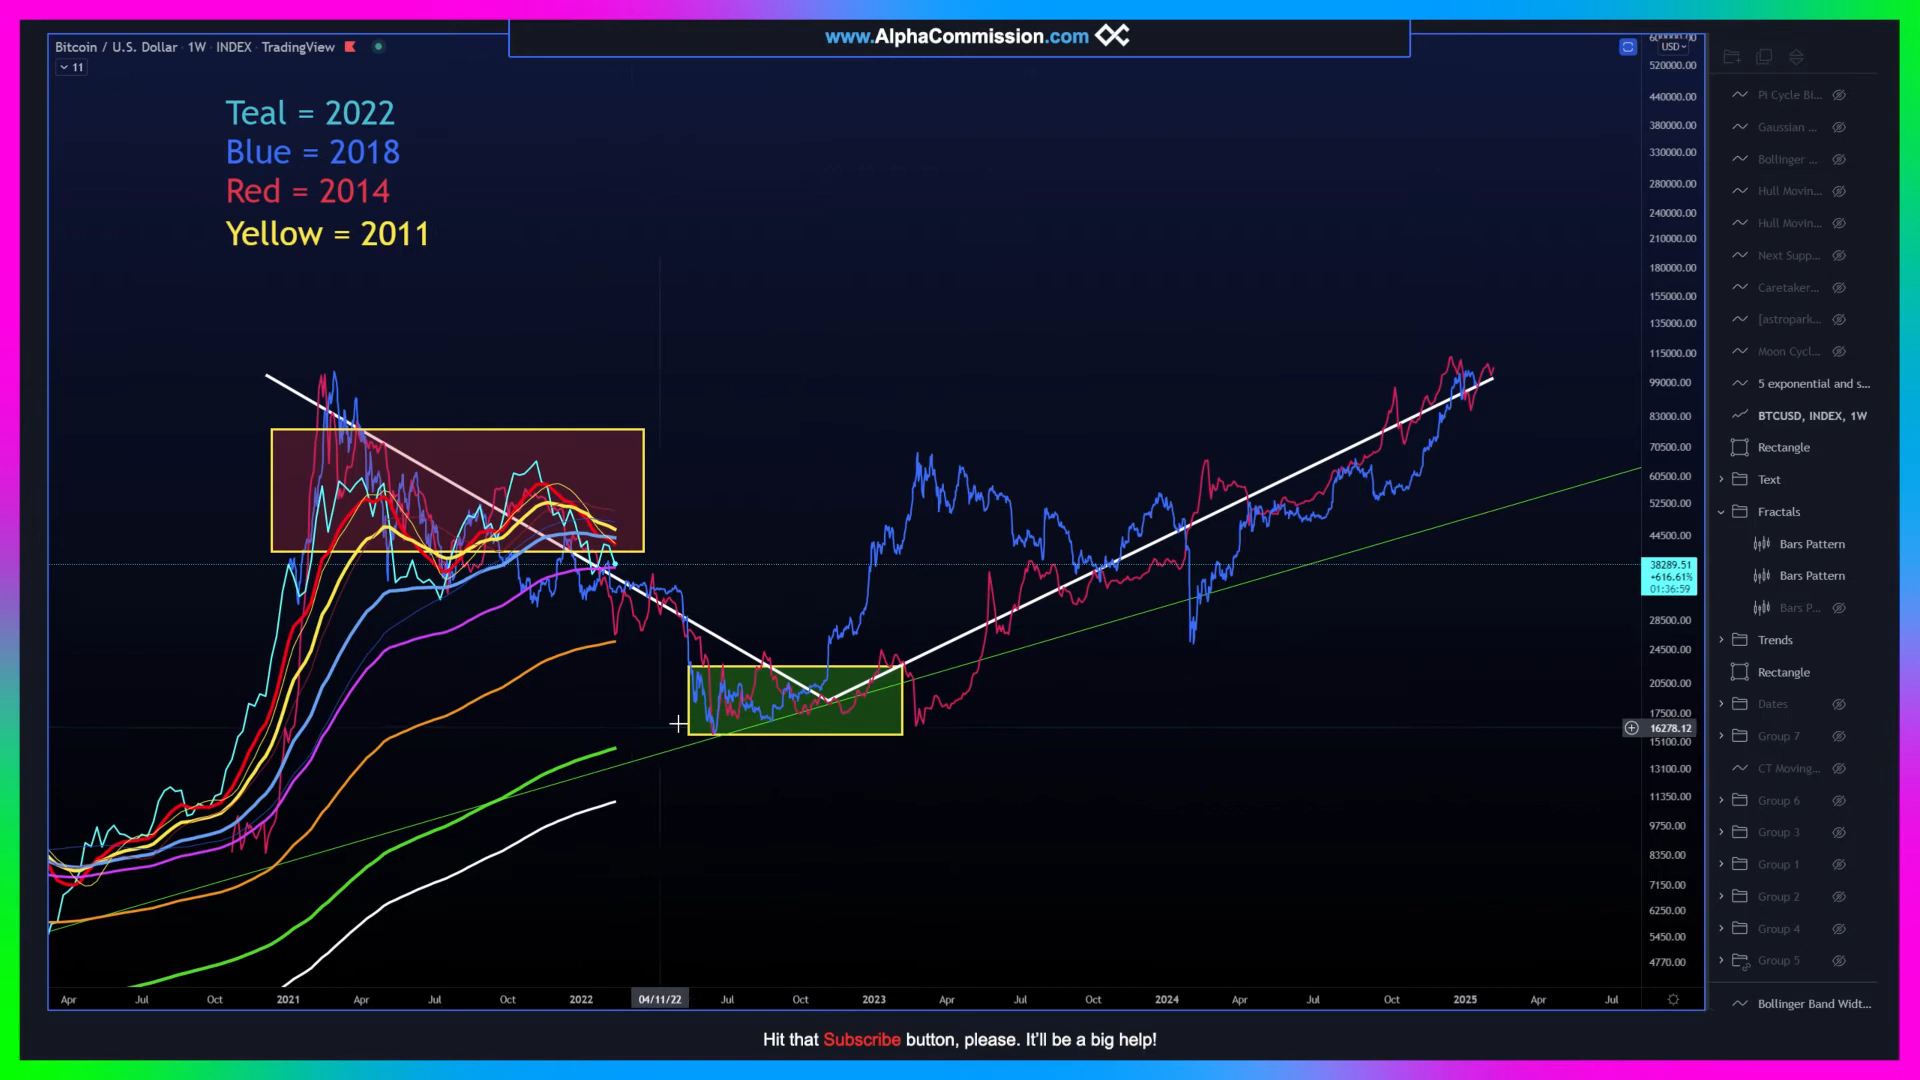 www.AlphaCommission.com
Bitcoin / U.S. Dollar · 1W · INDEX · TradingView
11
Teal = 2022
Blue = 2018
Red = 2014
Yellow = 2011
USD
520000.00
440000.00
380000.00
330000.00
280000.00
240000.00
210000.00
180000.00
155000.00
135000.00
115000.00
99000.00
83000.00
70500.00
60500.00
52500.00
44500.00
38289.51
+616.61%
01:36:59
28500.00
24500.00
20500.00
17500.00
16278.12
15100.00
13100.00
11350.00
9750.00
8350.00
7150.00
6250.00
5450.00
4770.00
Apr Jul Oct 2021 Apr Jul Oct 2022 04/11/22 Jul Oct 2023 Apr Jul Oct 2024 Apr Jul Oct 2025 Apr Jul
Pi Cycle Bi...
Gaussian ...
Bollinger ...
Hull Movin...
Hull Movin...
Next Supp...
Caretaker...
[astropark...
Moon Cycl...
5 exponential and s...
BTCUSD, INDEX, 1W
Rectangle
Text
Fractals
Bars Pattern
Bars Pattern
Bars P...
Trends
Rectangle
Dates
Group 7
CT Moving...
Group 6
Group 3
Group 1
Group 2
Group 4
Group 5
Bollinger Band Widt...
Hit that Subscribe button, please. It'll be a big help!